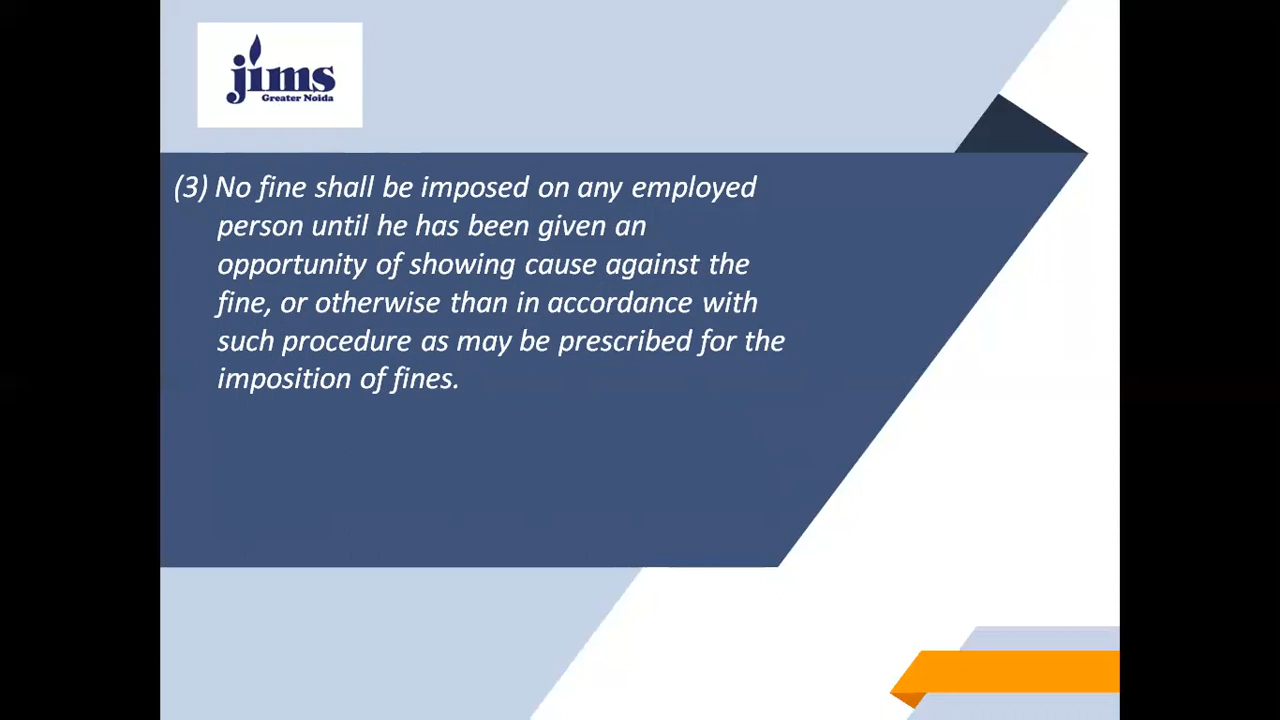 jims
Greater Noida
(3) No fine shall be imposed on any employed
person until he has been given an
opportunity of showing cause against the
fine, or otherwise than in accordance with
such procedure as may be prescribed for the
imposition of fines.